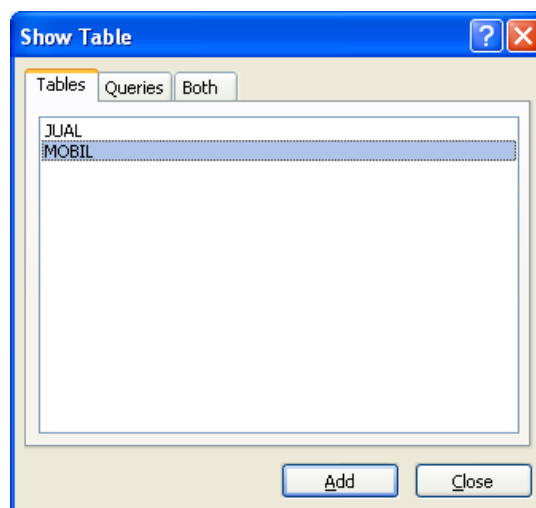 Show Table
?
Tables Queries Both
JUAL
MOBIL
Add Close